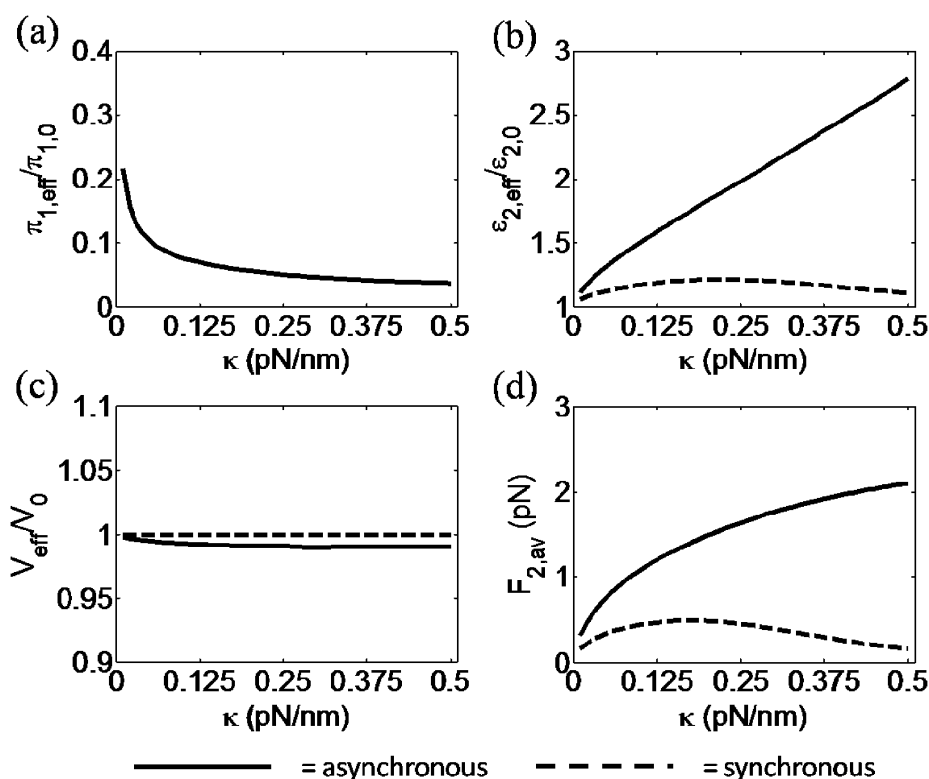 (a)
0.4
0.3
0.2
0.1
0
π1,eff/π1,0
0 0.125 0.25 0.375 0.5
κ (pN/nm)
(b)
3
2.5
2
1.5
1
ε2,eff/ε2,0
0 0.125 0.25 0.375 0.5
κ (pN/nm)
(c)
1.1
1.05
1
0.95
0.9
Veff/V0
0 0.125 0.25 0.375 0.5
κ (pN/nm)
(d)
3
2
1
0
F2,av (pN)
0 0.125 0.25 0.375 0.5
κ (pN/nm)
= asynchronous = synchronous